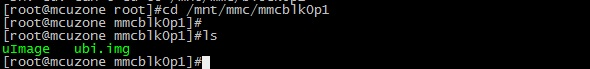 [root@mcuzone root]#cd /mnt/mmc/mmcblk0p1
[root@mcuzone mmcblk0p1]#
[root@mcuzone mmcblk0p1]#ls
uImage ubi.img
[root@mcuzone mmcblk0p1]#